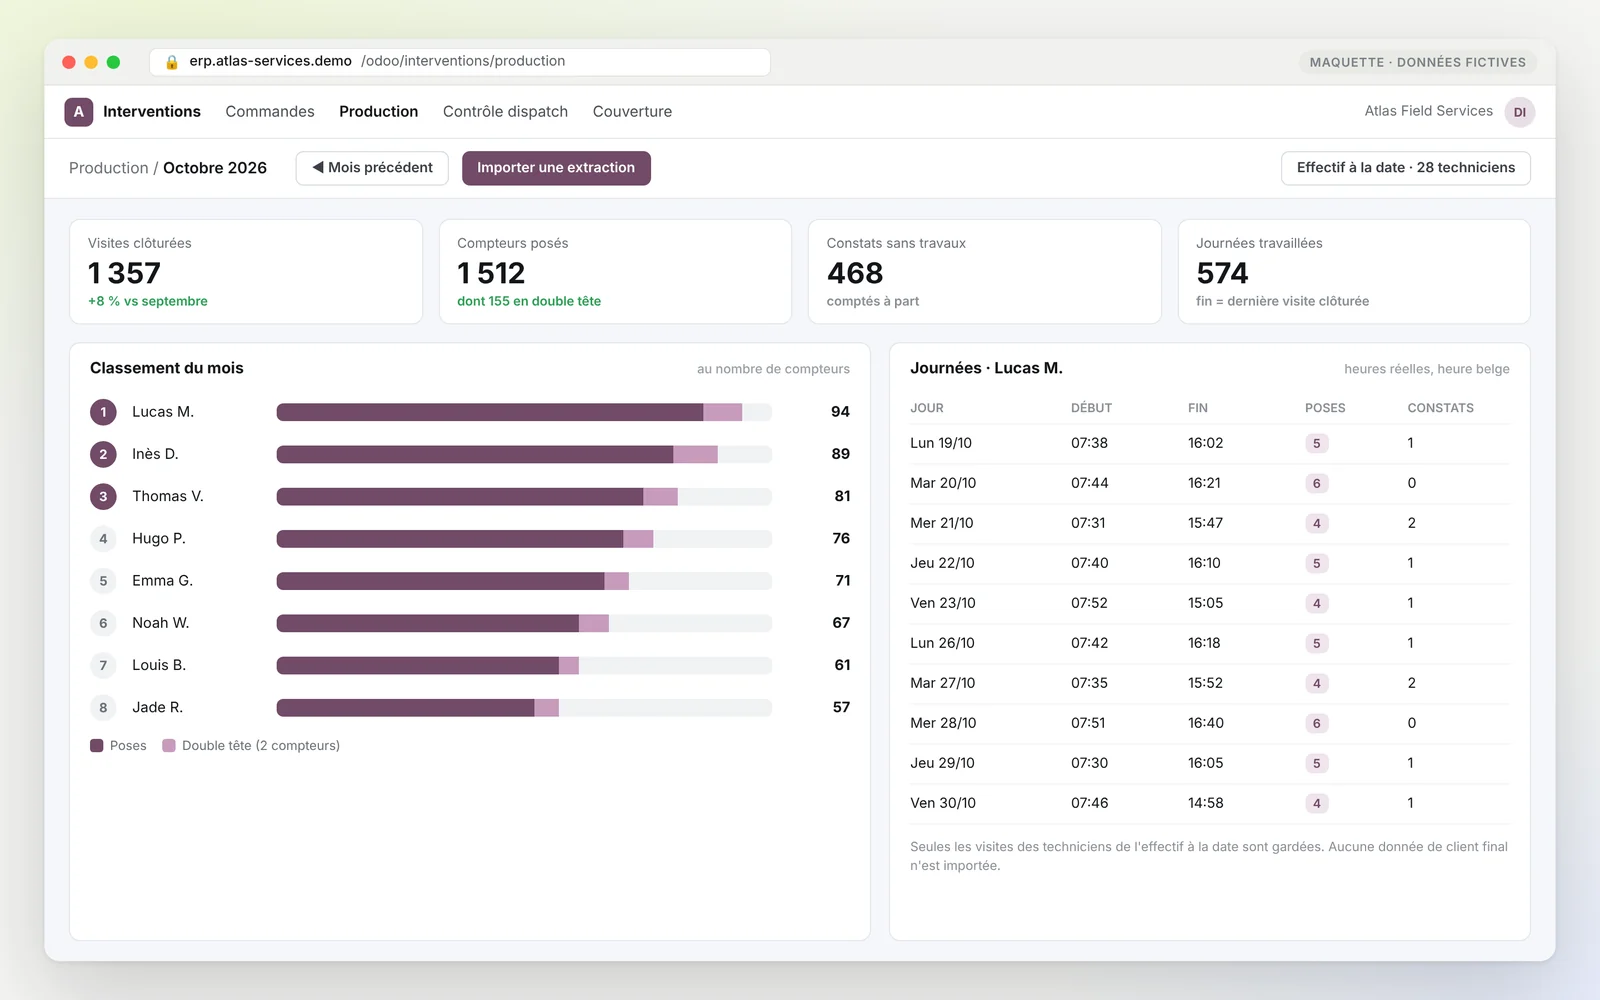 erp.atlas-services.demo /odoo/interventions/production
MAQUETTE · DONNÉES FICTIVES
A Interventions Commandes Production Contrôle dispatch Couverture
Atlas Field Services DI
Production / Octobre 2026
◀ Mois précédent
Importer une extraction
Effectif à la date · 28 techniciens
Visites clôturées
1 357
+8 % vs septembre
Compteurs posés
1 512
dont 155 en double tête
Constats sans travaux
468
comptés à part
Journées travaillées
574
fin = dernière visite clôturée
Classement du mois
au nombre de compteurs
1 Lucas M. 94
2 Inès D. 89
3 Thomas V. 81
4 Hugo P. 76
5 Emma G. 71
6 Noah W. 67
7 Louis B. 61
8 Jade R. 57
Poses Double tête (2 compteurs)
Journées · Lucas M.
heures réelles, heure belge
JOUR DÉBUT FIN POSES CONSTATS
Lun 19/10 07:38 16:02 5 1
Mar 20/10 07:44 16:21 6 0
Mer 21/10 07:31 15:47 4 2
Jeu 22/10 07:40 16:10 5 1
Ven 23/10 07:52 15:05 4 1
Lun 26/10 07:42 16:18 5 1
Mar 27/10 07:35 15:52 4 2
Mer 28/10 07:51 16:40 6 0
Jeu 29/10 07:30 16:05 5 1
Ven 30/10 07:46 14:58 4 1
Seules les visites des techniciens de l'effectif à la date sont gardées. Aucune donnée de client final
n'est importée.